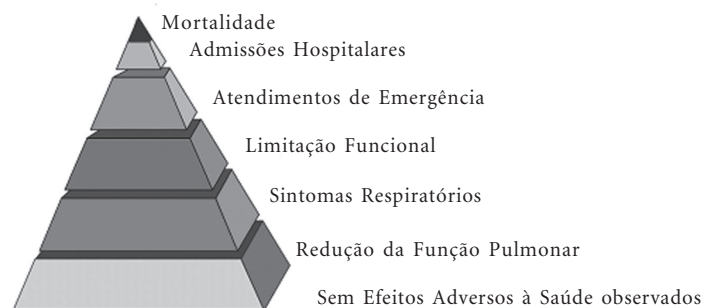 Mortalidade
Admissões Hospitalares
Atendimentos de Emergência
Limitação Funcional
Sintomas Respiratórios
Redução da Função Pulmonar
Sem Efeitos Adversos à Saúde observados